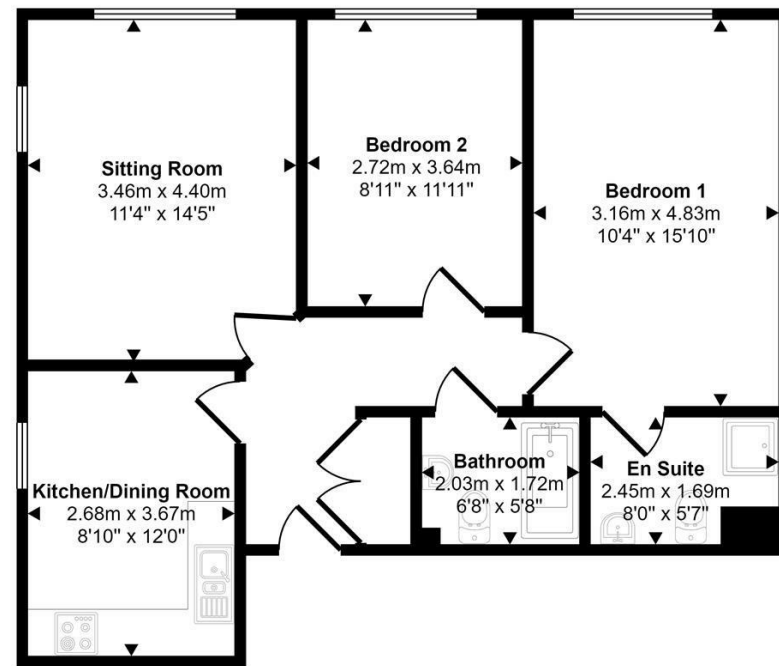 Sitting Room
3.46m x 4.40m
11'4" x 14'5"
Bedroom 2
2.72m x 3.64m
8'11" x 11'11"
Bedroom 1
3.16m x 4.83m
10'4" x 15'10"
Kitchen/Dining Room
2.68m x 3.67m
8'10" x 12'0"
Bathroom
2.03m x 1.72m
6'8" x 5'8"
En Suite
2.45m x 1.69m
8'0" x 5'7"